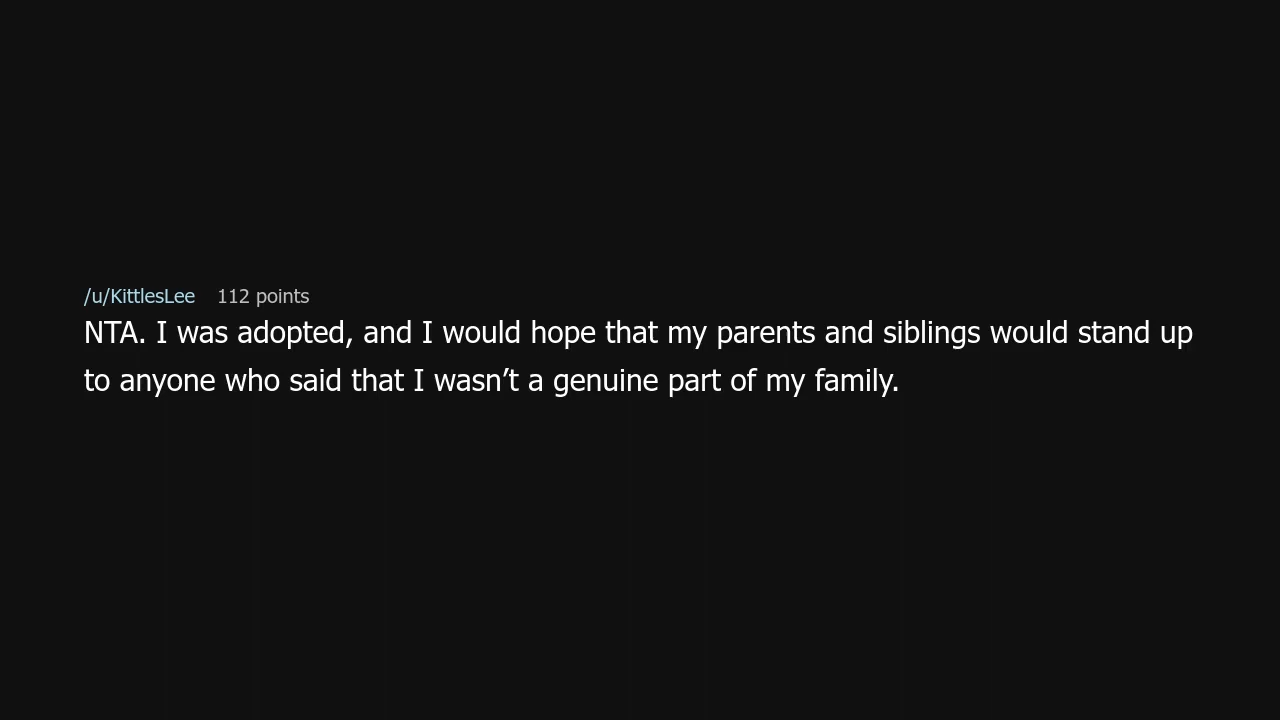 /u/KittlesLee 112 points
NTA. I was adopted, and I would hope that my parents and siblings would stand up
to anyone who said that I wasn’t a genuine part of my family.